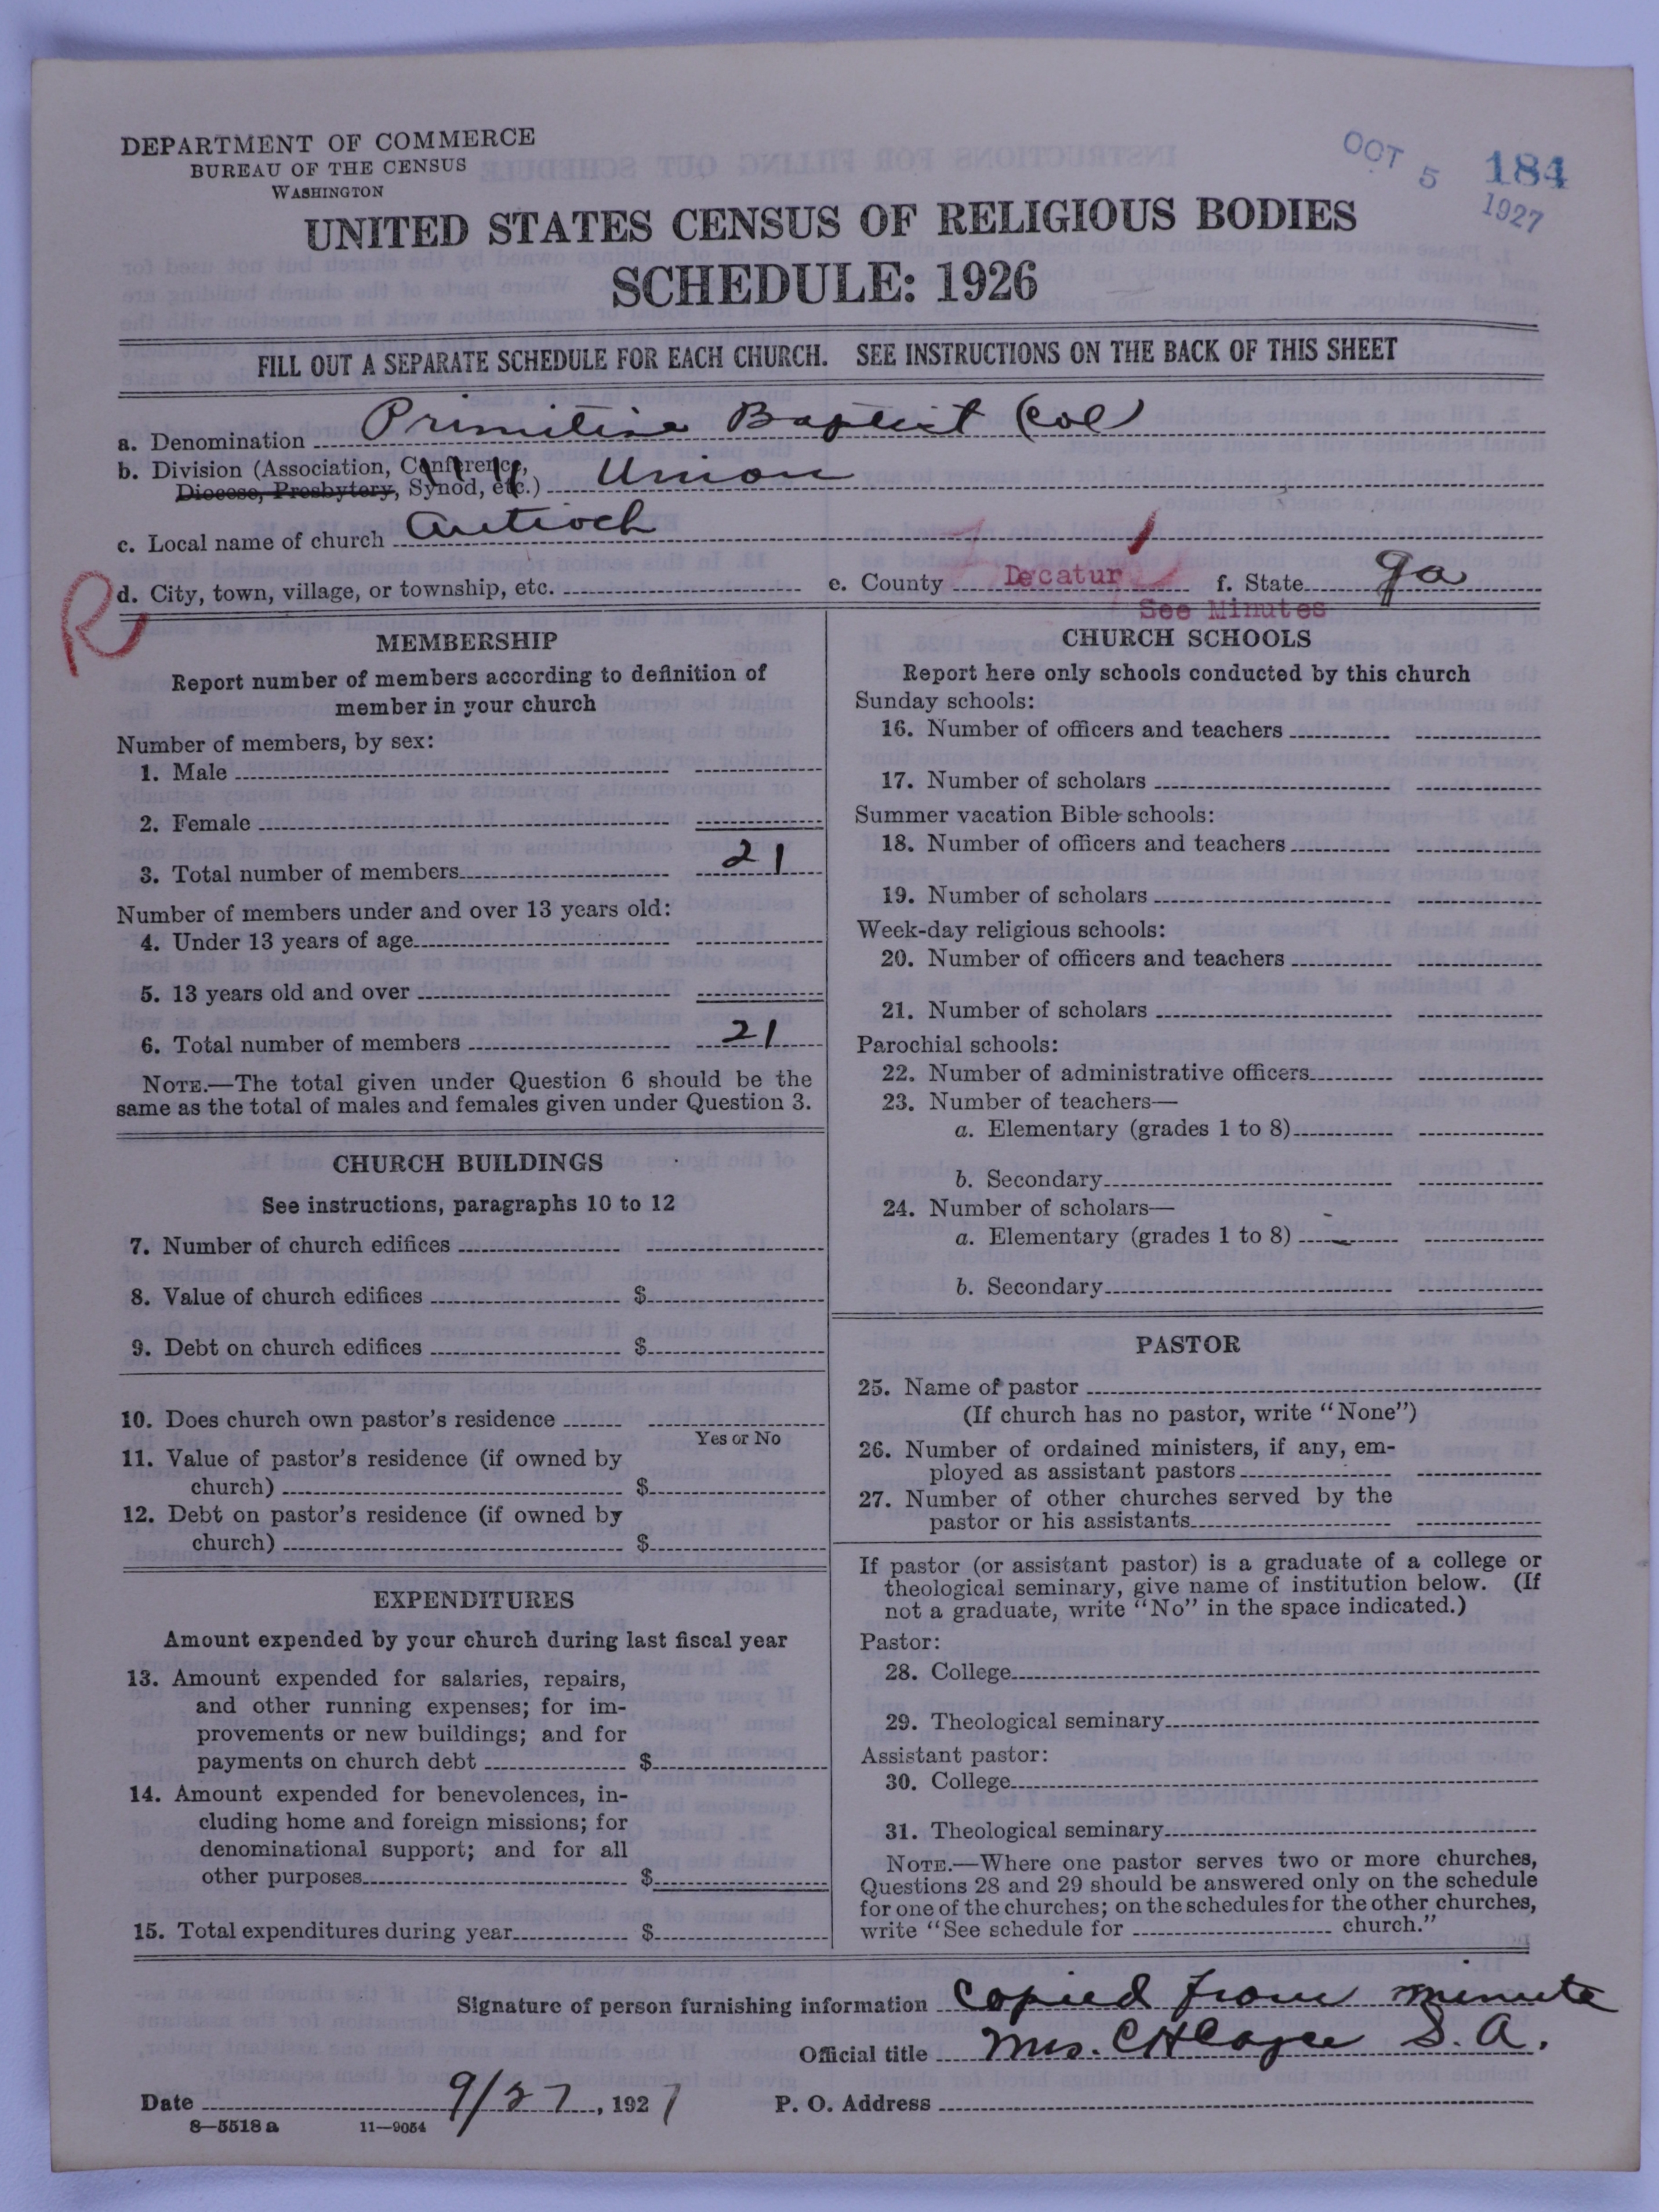 DEPARTMENT OF COMMERCE
BUREAU OF THE CENSUS
WASHINGTON
OCT 5 1927
184
UNITED STATES CENSUS OF RELIGIOUS BODIES
SCHEDULE: 1926
FILL OUT A SEPARATE SCHEDULE FOR EACH CHURCH. SEE INSTRUCTIONS ON THE BACK OF THIS SHEET
a. Denomination Primitive Baptist (Col)
b. Division (Association, Conference,
Diocese, Presbytery, Synod, etc.) Union
c. Local name of church Antioch
R
d. City, town, village, or township, etc. e. County Decatur f. State Ga
See Minutes
MEMBERSHIP
Report number of members according to definition of
member in your church
Number of members, by sex:
1. Male
2. Female
3. Total number of members 21
Number of members under and over 13 years old:
4. Under 13 years of age
5. 13 years old and over
6. Total number of members 21
NOTE.—The total given under Question 6 should be the
same as the total of males and females given under Question 3.
CHURCH BUILDINGS
See instructions, paragraphs 10 to 12
7. Number of church edifices
8. Value of church edifices $
9. Debt on church edifices $
10. Does church own pastor's residence
Yes or No
11. Value of pastor's residence (if owned by
church) $
12. Debt on pastor's residence (if owned by
church) $
EXPENDITURES
Amount expended by your church during last fiscal year
13. Amount expended for salaries, repairs,
and other running expenses; for im-
provements or new buildings; and for
payments on church debt $
14. Amount expended for benevolences, in-
cluding home and foreign missions; for
denominational support; and for all
other purposes $
15. Total expenditures during year $
CHURCH SCHOOLS
Report here only schools conducted by this church
Sunday schools:
16. Number of officers and teachers
17. Number of scholars
Summer vacation Bible schools:
18. Number of officers and teachers
19. Number of scholars
Week-day religious schools:
20. Number of officers and teachers
21. Number of scholars
Parochial schools:
22. Number of administrative officers
23. Number of teachers—
a. Elementary (grades 1 to 8)
b. Secondary
24. Number of scholars—
a. Elementary (grades 1 to 8)
b. Secondary
PASTOR
25. Name of pastor
(If church has no pastor, write "None")
26. Number of ordained ministers, if any, em-
ployed as assistant pastors
27. Number of other churches served by the
pastor or his assistants
If pastor (or assistant pastor) is a graduate of a college or
theological seminary, give name of institution below. (If
not a graduate, write "No" in the space indicated.)
Pastor:
28. College
29. Theological seminary
Assistant pastor:
30. College
31. Theological seminary
NOTE.—Where one pastor serves two or more churches,
Questions 28 and 29 should be answered only on the schedule
for one of the churches; on the schedules for the other churches,
write "See schedule for church."
Signature of person furnishing information Copied from minute
Official title Mrs. C H S. A.
Date 9/27, 1927 P. O. Address
8—5518 a 11—9054